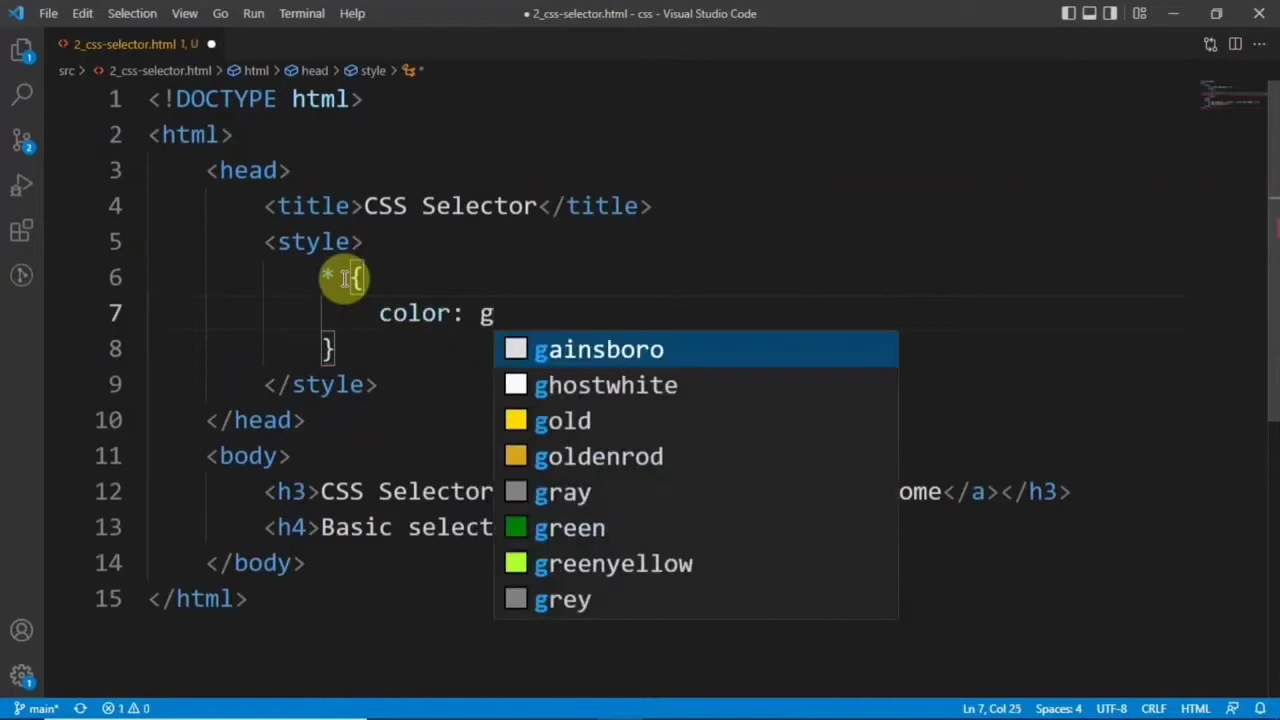 File Edit Selection View Go Run Terminal Help ● 2_css-selector.html - css - Visual Studio Code
2_css-selector.html 1, U ●
src > 2_css-selector.html > html > head > style > *
1 <!DOCTYPE html>
2 <html>
3 <head>
4 <title>CSS Selector</title>
5 <style>
6 * {
7 color: g
8 }
gainsboro
ghostwhite
gold
goldenrod
gray
green
greenyellow
grey
9 </style>
10 </head>
11 <body>
12 <h3>CSS Selector ome</a></h3>
13 <h4>Basic select
14 </body>
15 </html>
1
2
1
main* 1 0 Ln 7, Col 25 Spaces: 4 UTF-8 CRLF HTML